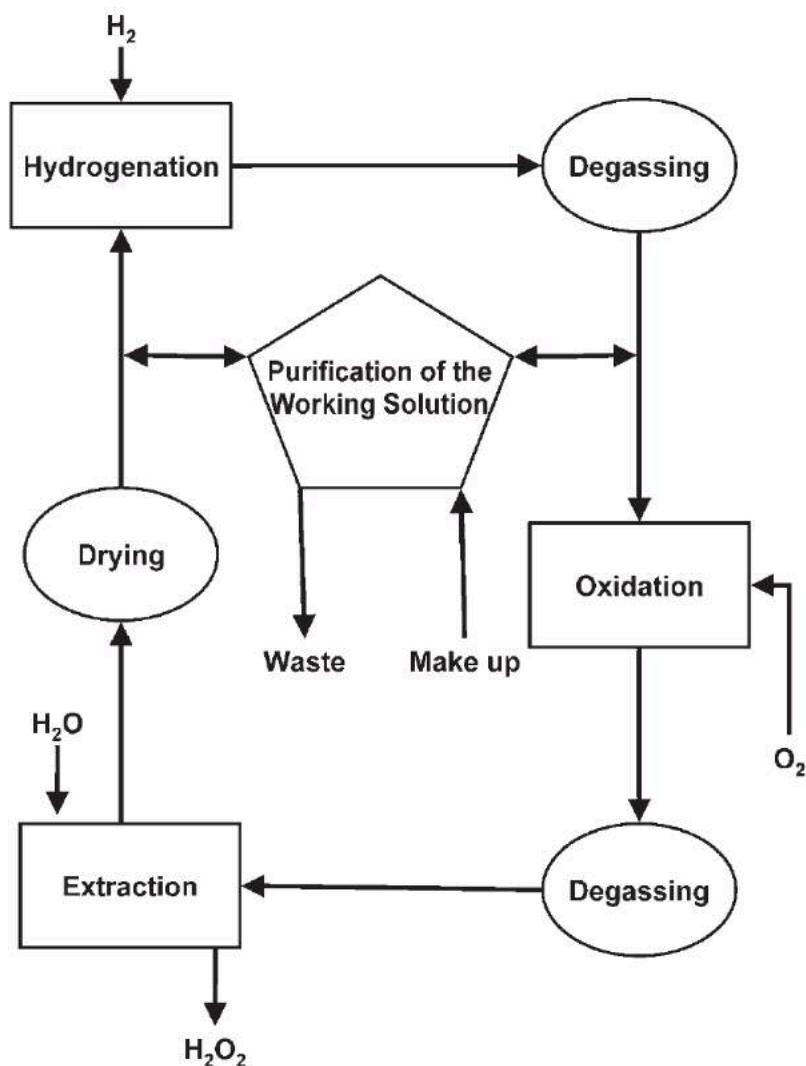 H₂
Hydrogenation
Degassing
Purification of the
Working Solution
Drying
Oxidation
Waste
Make up
H₂O
O₂
Extraction
Degassing
H₂O₂